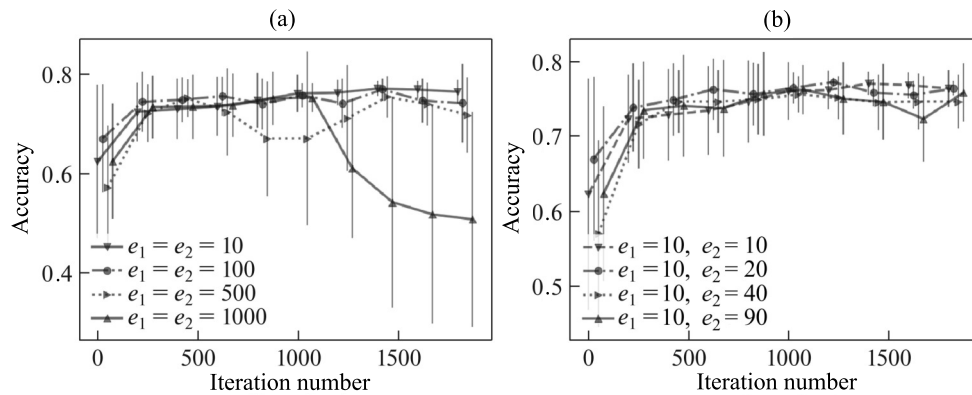 (a)
Accuracy
0.8
0.6
0.4
e₁ = e₂ = 10
e₁ = e₂ = 100
e₁ = e₂ = 500
e₁ = e₂ = 1000
0 500 1000 1500
Iteration number
(b)
Accuracy
0.8
0.7
0.6
0.5
e₁ = 10, e₂ = 10
e₁ = 10, e₂ = 20
e₁ = 10, e₂ = 40
e₁ = 10, e₂ = 90
0 500 1000 1500
Iteration number